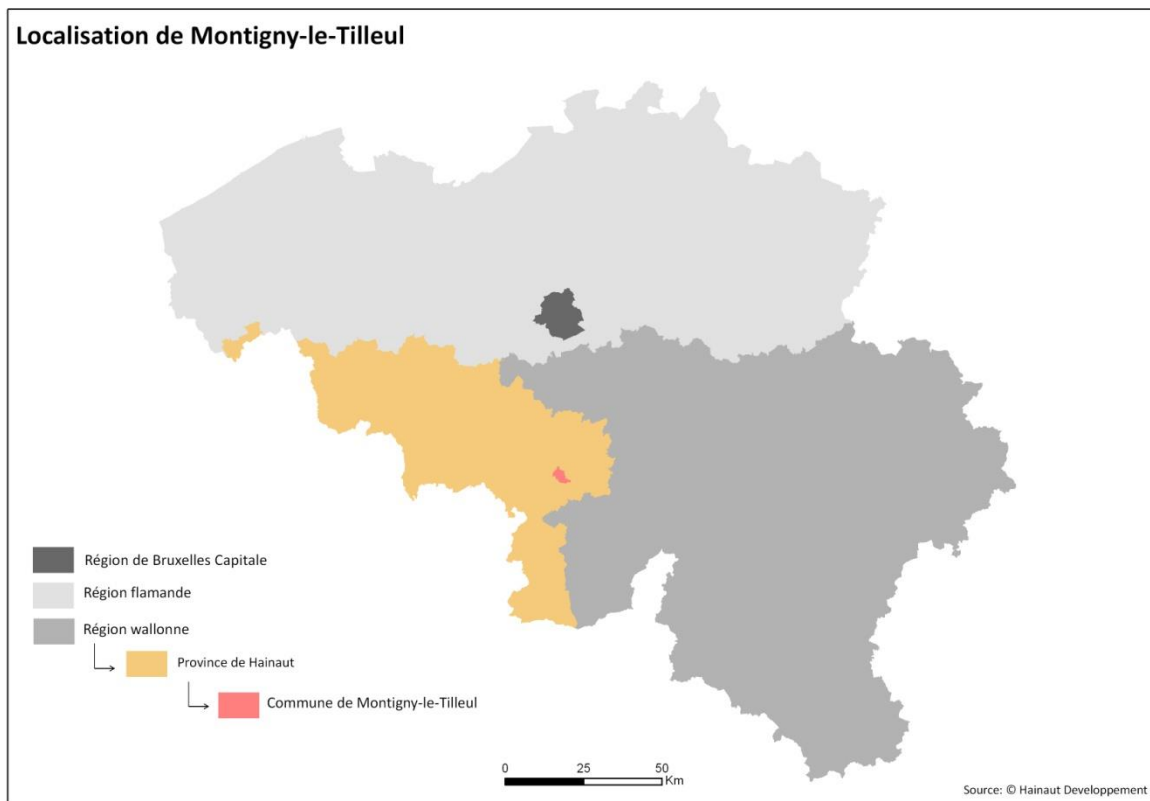 Localisation de Montigny-le-Tilleul
Région de Bruxelles Capitale
Région flamande
Région wallonne
Province de Hainaut
Commune de Montigny-le-Tilleul
0 25 50
Km
Source: © Hainaut Developpement